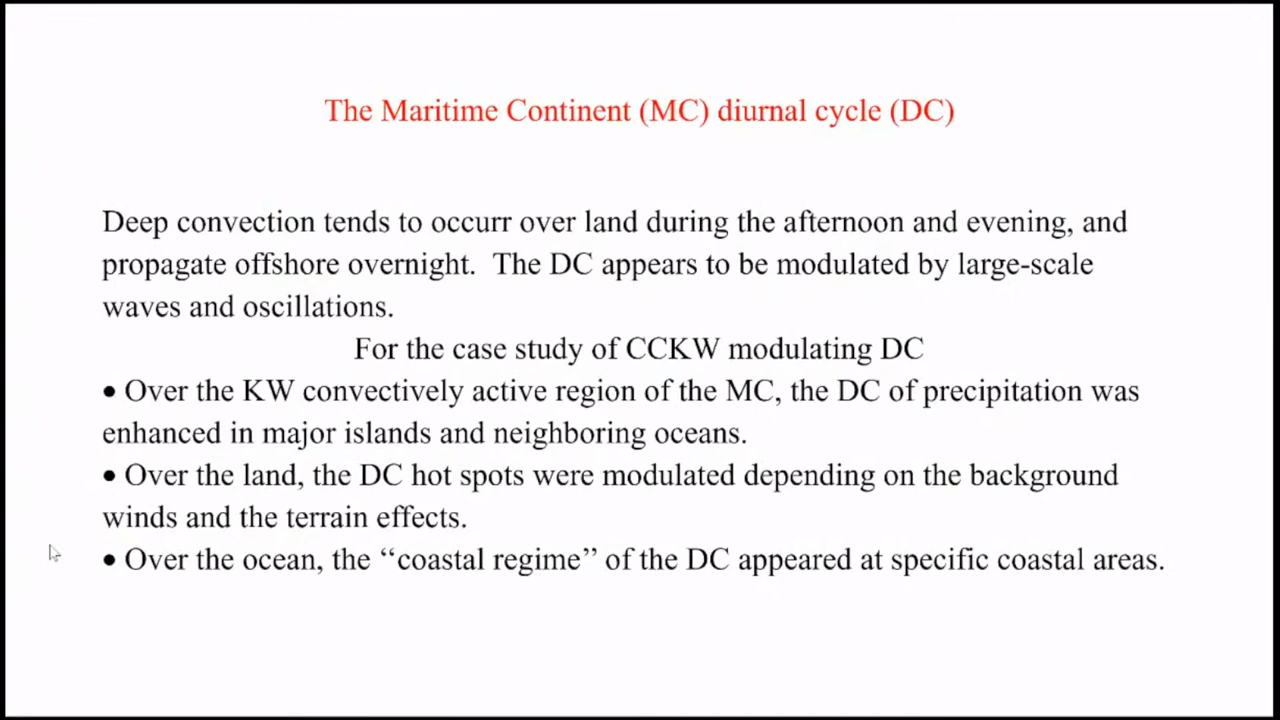 The Maritime Continent (MC) diurnal cycle (DC)
Deep convection tends to occurr over land during the afternoon and evening, and
propagate offshore overnight.  The DC appears to be modulated by large-scale
waves and oscillations.
For the case study of CCKW modulating DC
• Over the KW convectively active region of the MC, the DC of precipitation was
enhanced in major islands and neighboring oceans.
• Over the land, the DC hot spots were modulated depending on the background
winds and the terrain effects.
• Over the ocean, the “coastal regime” of the DC appeared at specific coastal areas.